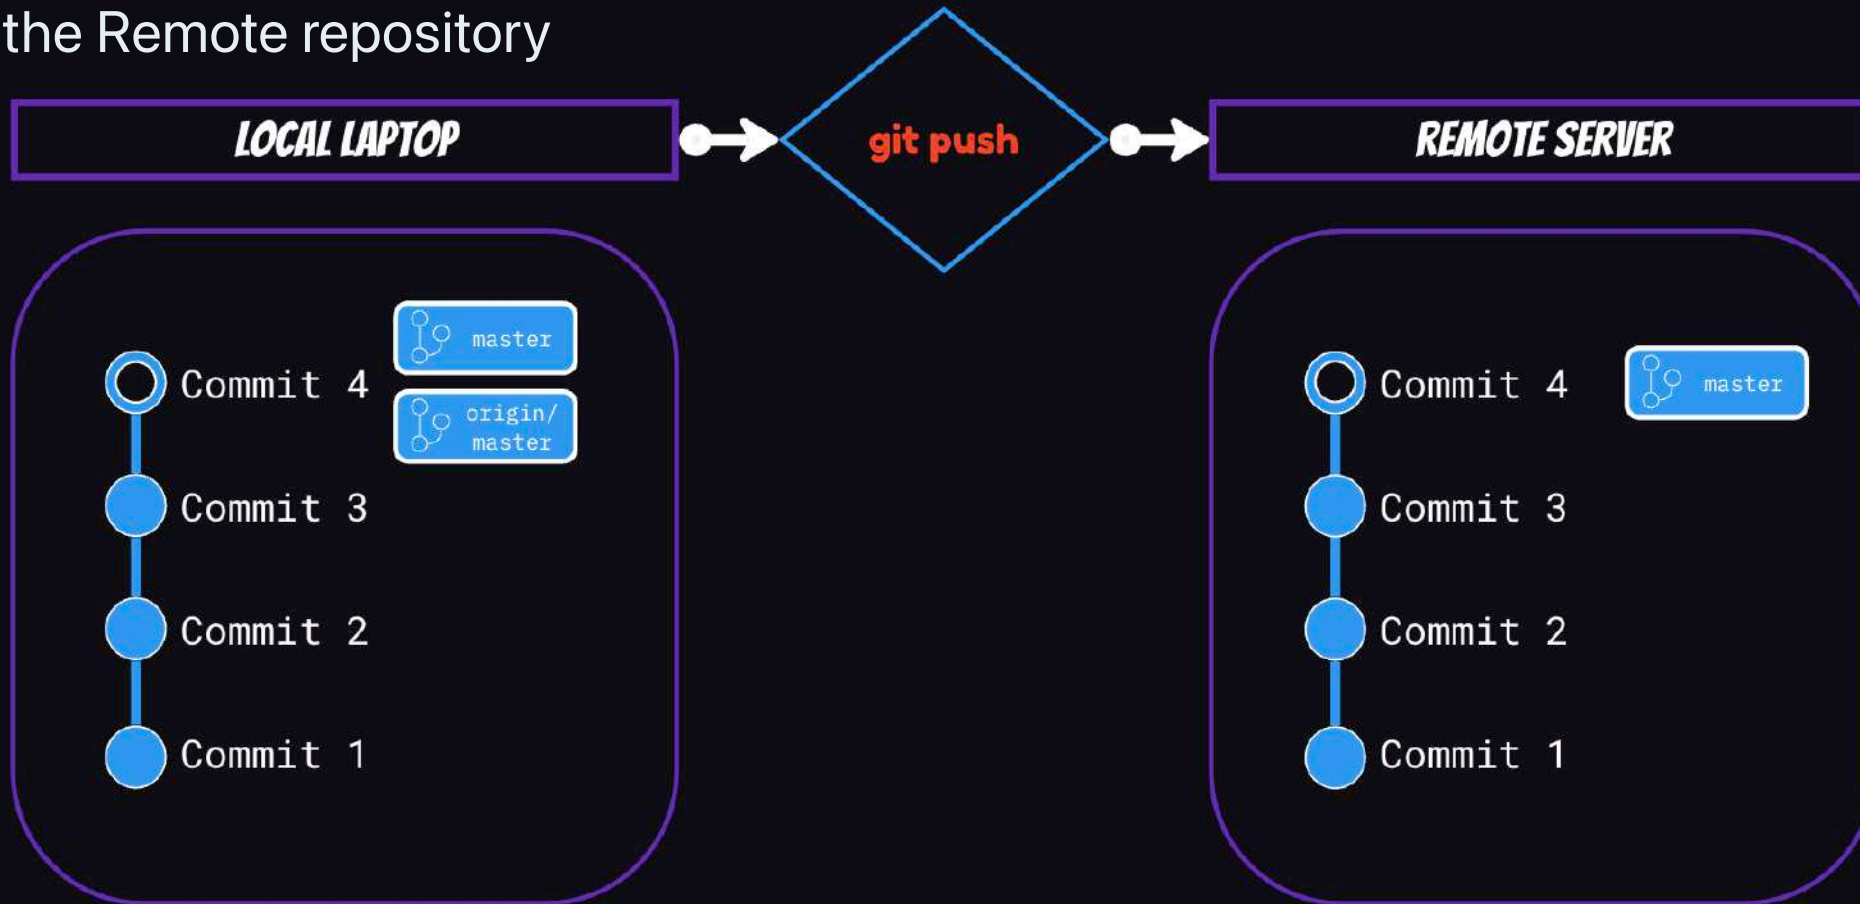 the Remote repository
LOCAL LAPTOP
git push
REMOTE SERVER
master
Commit 4
origin/
master
Commit 3
Commit 2
Commit 1
Commit 4
master
Commit 3
Commit 2
Commit 1